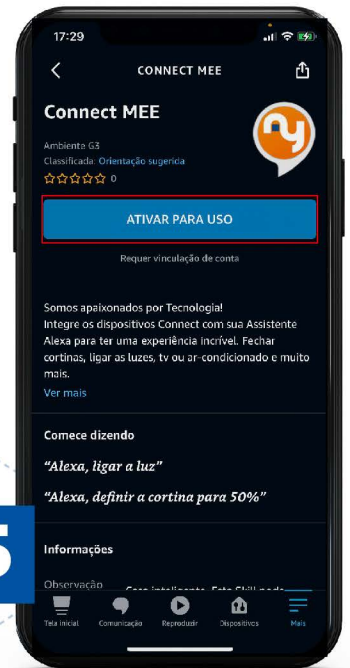 17:29
CONNECT MEE
Connect MEE
Ambiente G3
Classificada: Orientação sugerida
0
ATIVAR PARA USO
Requer vinculação de conta
Somos apaixonados por Tecnologia!
Integre os dispositivos Connect com sua Assistente
Alexa para ter uma experiência incrível. Fechar
cortinas, ligar as luzes, tv ou ar-condicionado e muito
mais.
Ver mais
Comece dizendo
“Alexa, ligar a luz”
“Alexa, definir a cortina para 50%”
5
Informações
Observação
Tela inicial Comunicação Reproduzir Dispositivos Mais